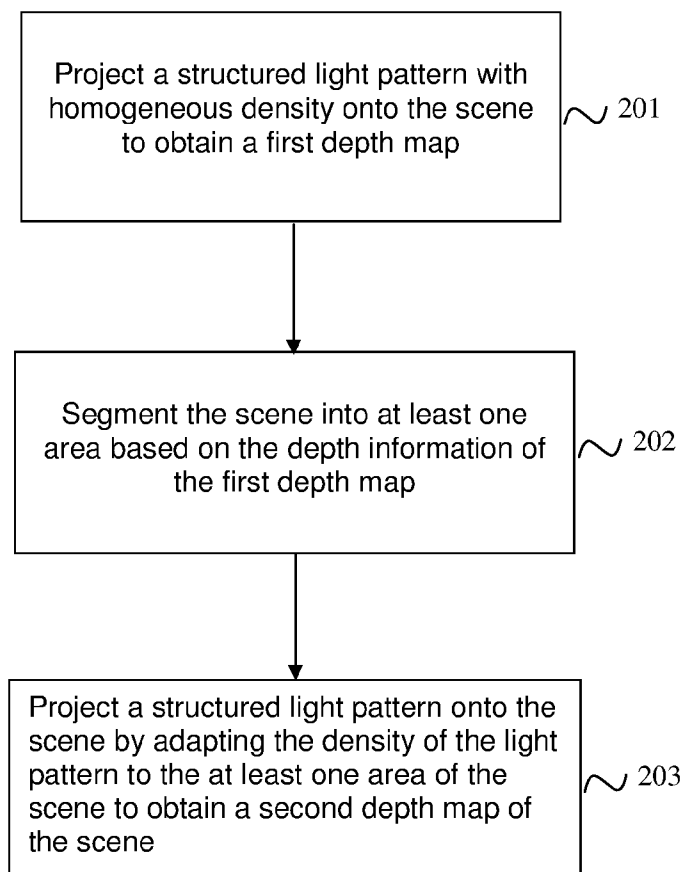 Project a structured light pattern with
homogeneous density onto the scene
to obtain a first depth map
201
Segment the scene into at least one
area based on the depth information of
the first depth map
202
Project a structured light pattern onto the
scene by adapting the density of the light
pattern to the at least one area of the
scene to obtain a second depth map of
the scene
203